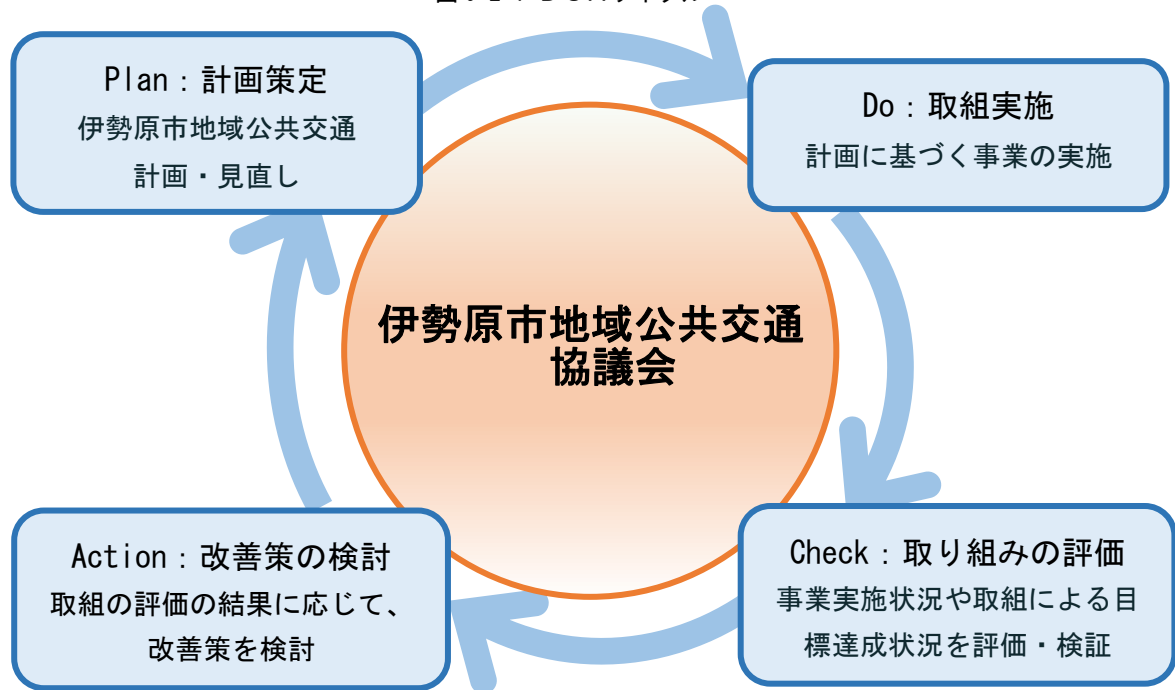 Plan：計画策定
伊勢原市地域公共交通
計画・見直し
Do：取組実施
計画に基づく事業の実施
伊勢原市地域公共交通
協議会
Action：改善策の検討
取組の評価の結果に応じて、
改善策を検討
Check：取り組みの評価
事業実施状況や取組による目
標達成状況を評価・検証